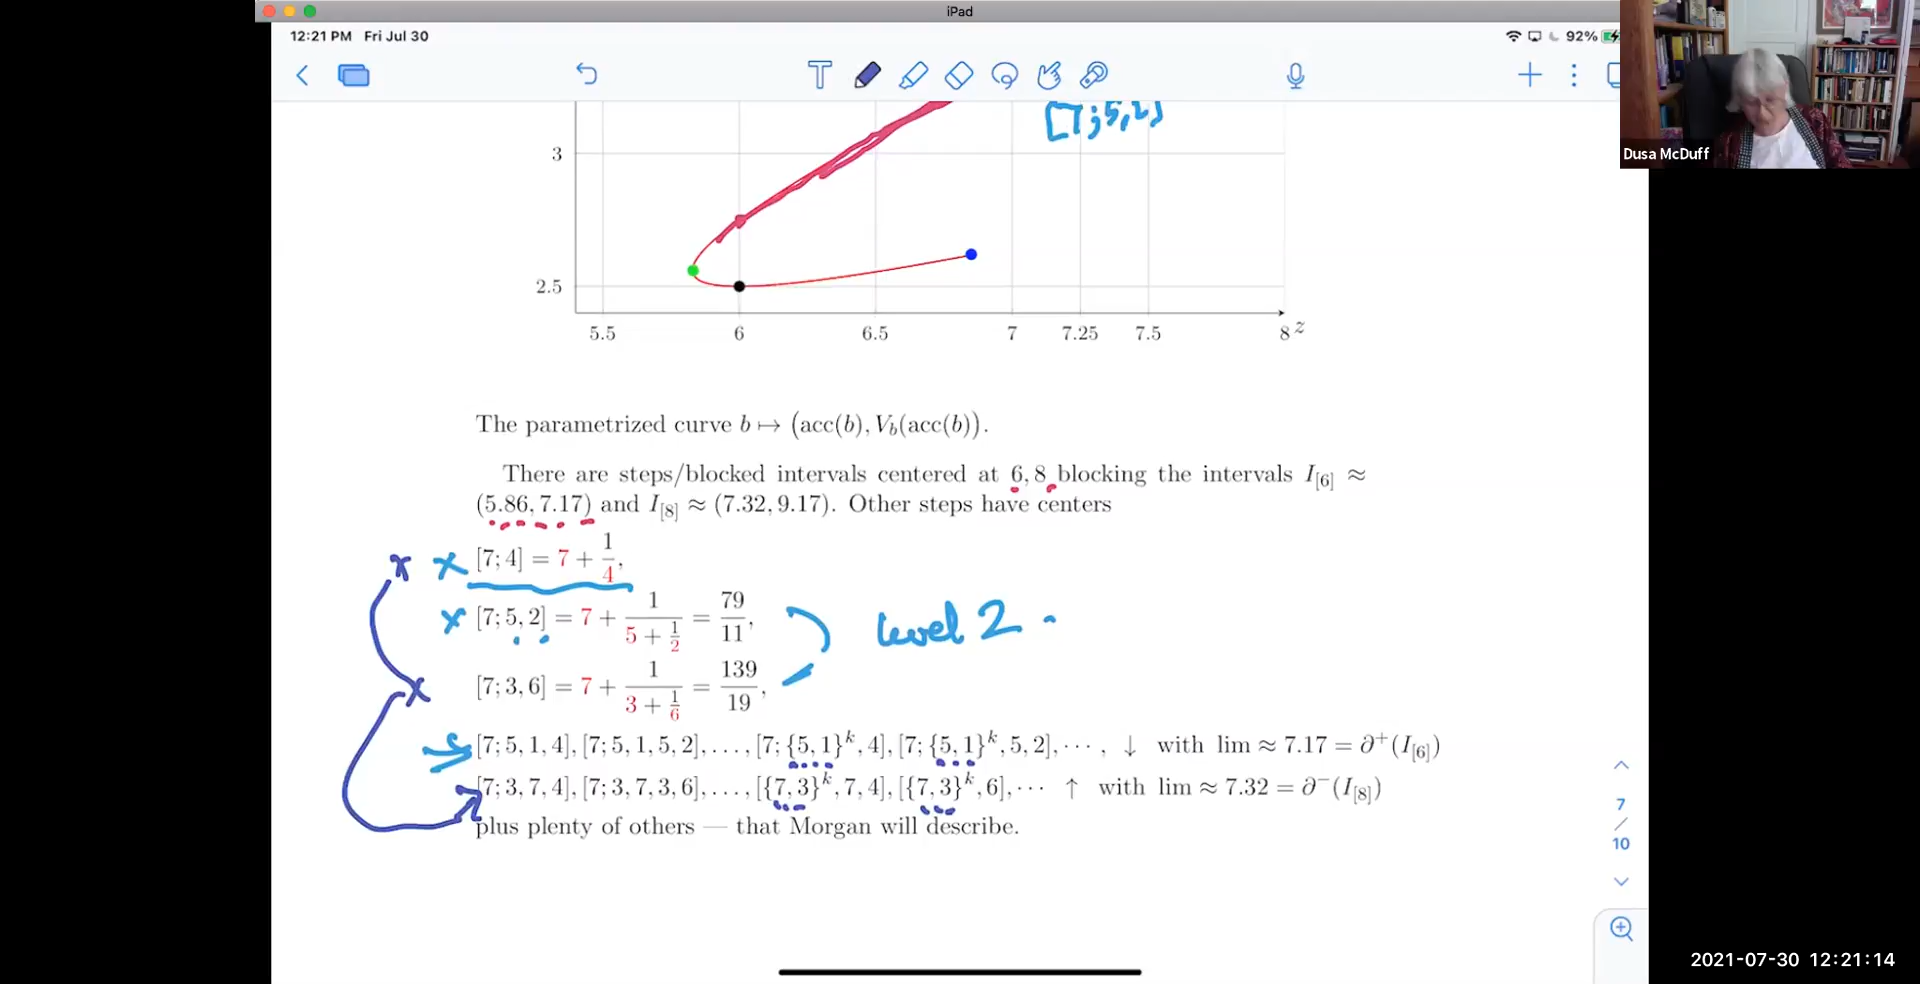 iPad
12:21 PM Fri Jul 30
92%
Dusa McDuff
[7;5,2]
3
2.5
5.5 6 6.5 7 7.25 7.5 8 z
The parametrized curve b ↦ (acc(b), V_b(acc(b)).
There are steps/blocked intervals centered at 6, 8 blocking the intervals I_[6] ≈
(5.86, 7.17) and I_[8] ≈ (7.32, 9.17). Other steps have centers
x x [7; 4] = 7 + 1/4,
x [7; 5, 2] = 7 + 1/(5 + 1/2) = 79/11,
level 2
x [7; 3, 6] = 7 + 1/(3 + 1/6) = 139/19,
[7; 5, 1, 4], [7; 5, 1, 5, 2], . . . , [7; {5, 1}^k, 4], [7; {5, 1}^k, 5, 2], · · · , ↓ with lim ≈ 7.17 = ∂^+(I_[6])
[7; 3, 7, 4], [7; 3, 7, 3, 6], . . . , [{7, 3}^k, 7, 4], [{7, 3}^k, 6], · · · ↑ with lim ≈ 7.32 = ∂^−(I_[8])
plus plenty of others — that Morgan will describe.
7
/
10
2021-07-30 12:21:14